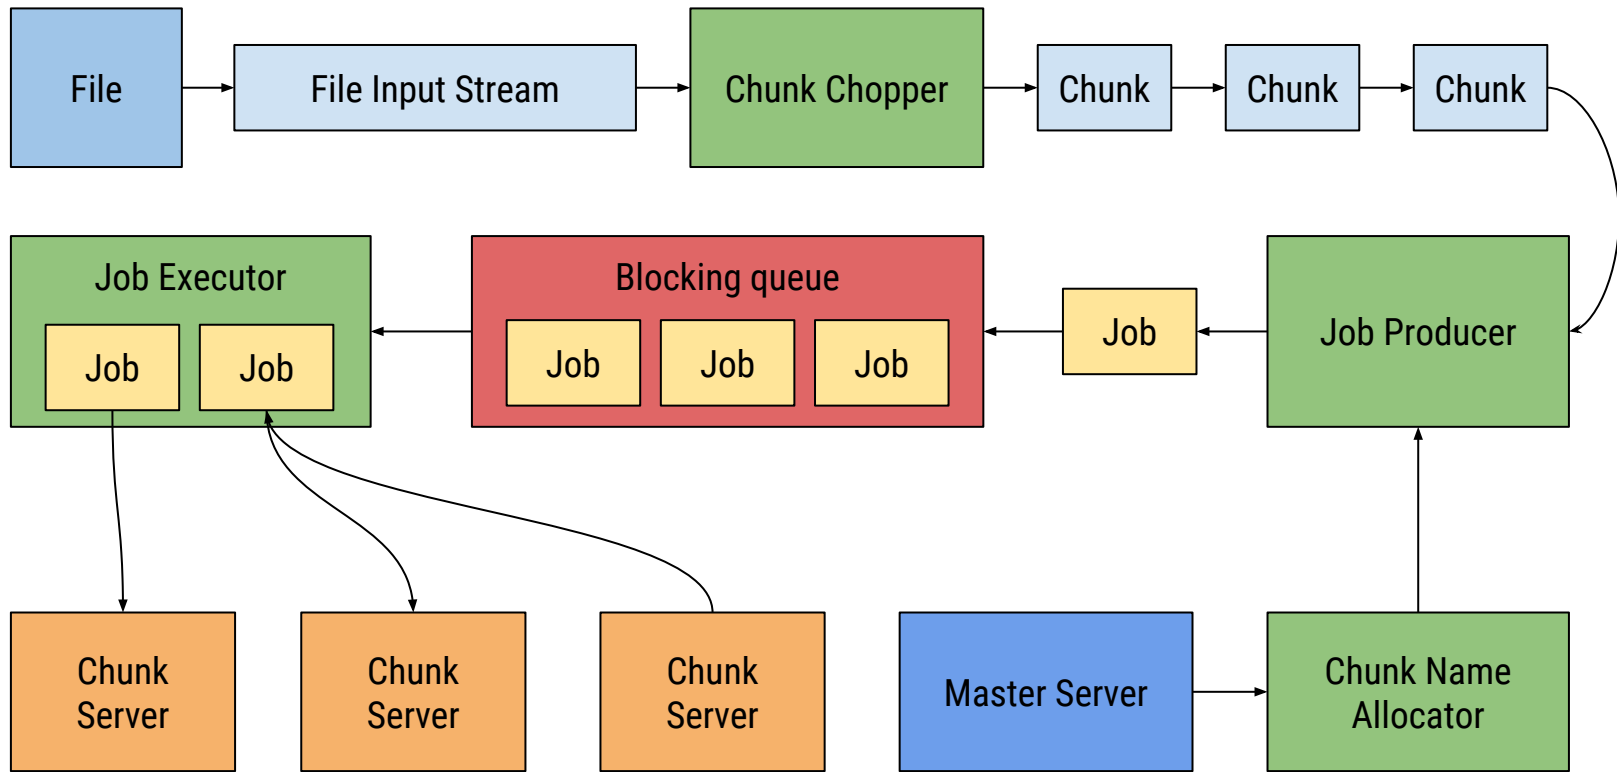 File
File Input Stream
Chunk Chopper
Chunk
Chunk
Chunk
Job Executor
Job
Job
Blocking queue
Job
Job
Job
Job
Job Producer
Chunk
Server
Chunk
Server
Chunk
Server
Master Server
Chunk Name
Allocator